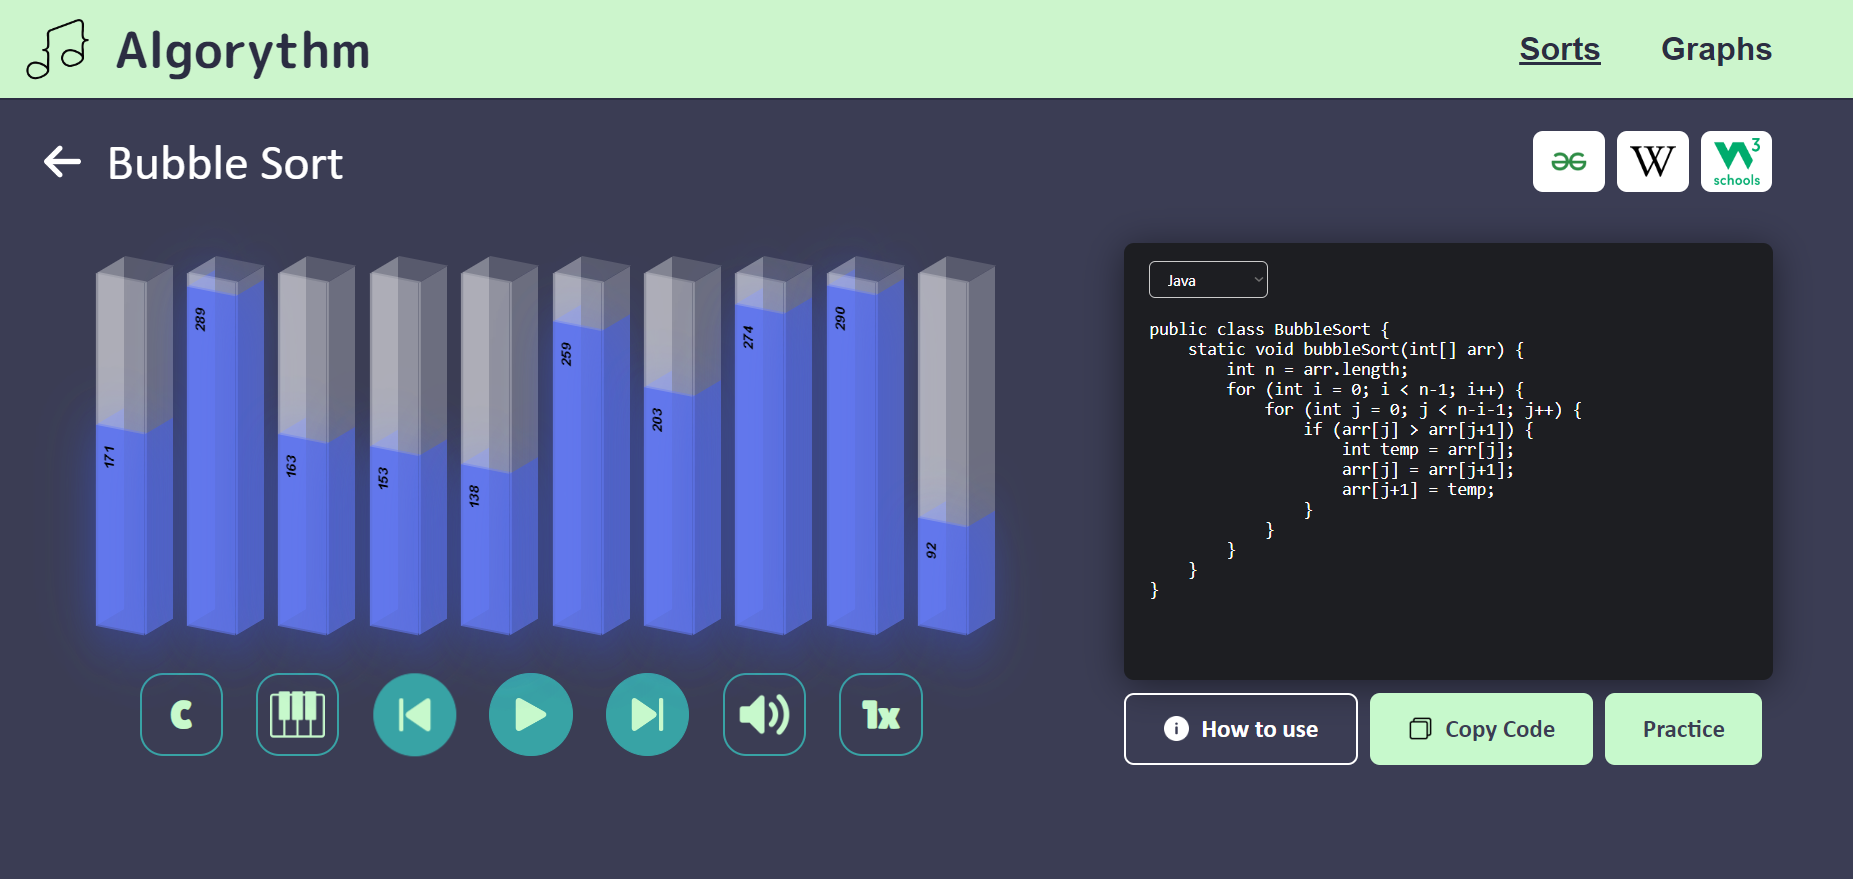 Algorythm
Sorts
Graphs
Bubble Sort
W
W3
schools
171
289
163
153
138
259
203
274
290
92
Java
public class BubbleSort {
    static void bubbleSort(int[] arr) {
        int n = arr.length;
        for (int i = 0; i < n-1; i++) {
            for (int j = 0; j < n-i-1; j++) {
                if (arr[j] > arr[j+1]) {
                    int temp = arr[j];
                    arr[j] = arr[j+1];
                    arr[j+1] = temp;
                }
            }
        }
    }
}
C
1x
How to use
Copy Code
Practice